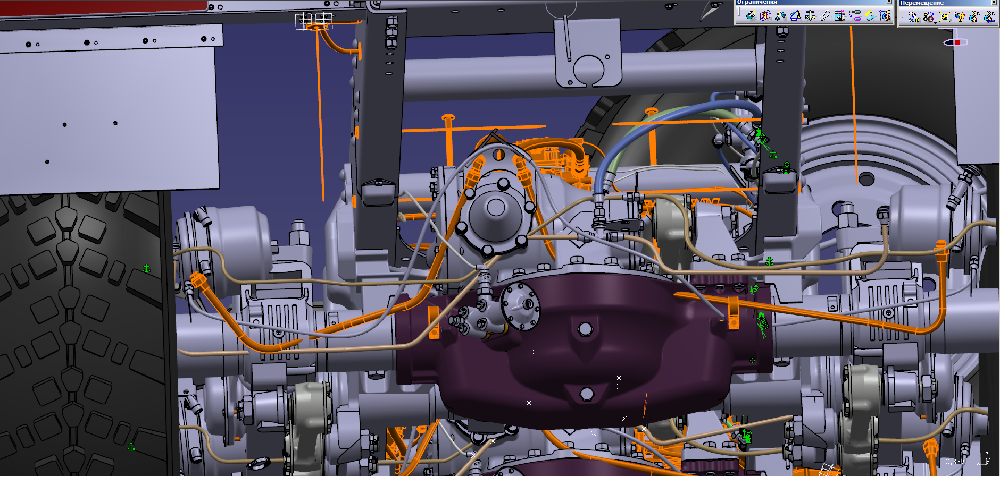 Ограничения
Перемещение
0,337
z
y
x